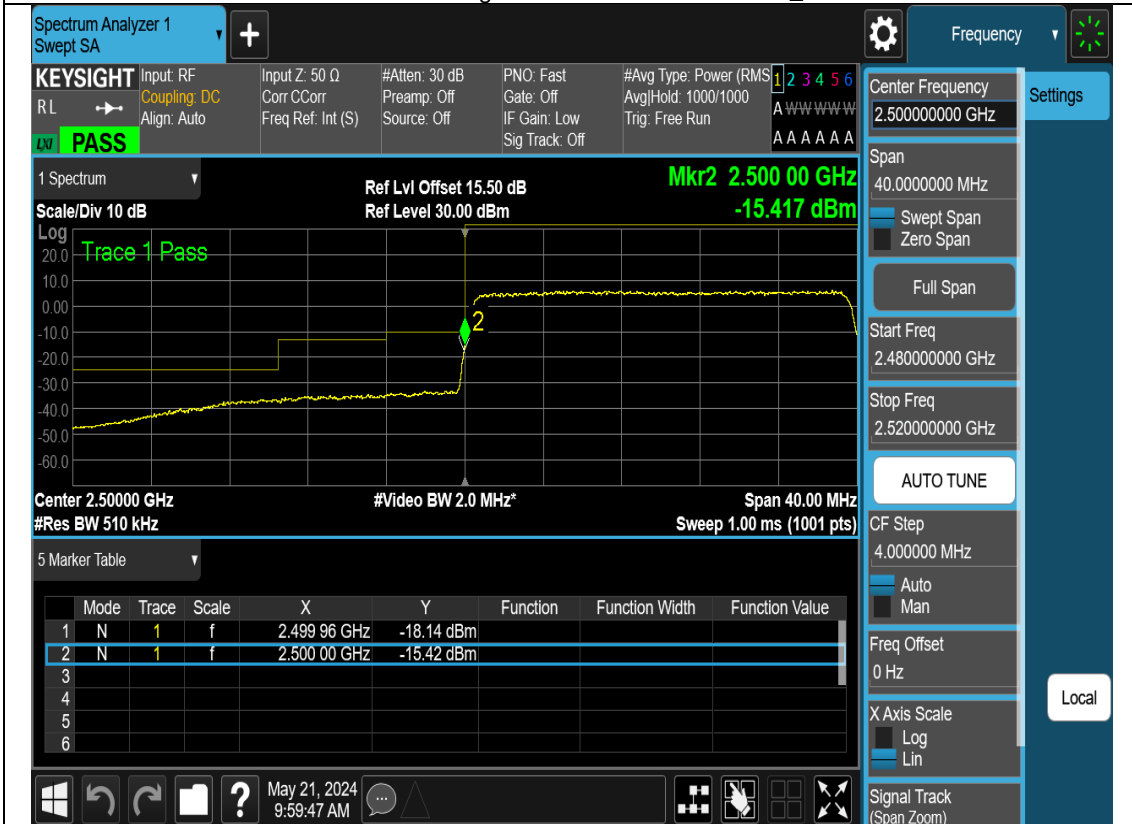 Spectrum Analyzer 1
Swept SA
+
Frequency
KEYSIGHT
R L
LXI PASS
Input: RF
Coupling: DC
Align: Auto
Input Z: 50 Ω
Corr CCorr
Freq Ref: Int (S)
#Atten: 30 dB
Preamp: Off
Source: Off
PNO: Fast
Gate: Off
IF Gain: Low
Sig Track: Off
#Avg Type: Power (RMS
Avg|Hold: 1000/1000
Trig: Free Run
1 2 3 4 5 6
A W W W W W
A A A A A A
1 Spectrum
Scale/Div 10 dB
Ref Lvl Offset 15.50 dB
Ref Level 30.00 dBm
Mkr2 2.500 00 GHz
-15.417 dBm
Log
Trace 1 Pass
20.0
10.0
0.00
-10.0
-20.0
-30.0
-40.0
-50.0
-60.0
2
Center 2.50000 GHz
#Res BW 510 kHz
#Video BW 2.0 MHz*
Span 40.00 MHz
Sweep 1.00 ms (1001 pts)
5 Marker Table
Mode Trace Scale X Y Function Function Width Function Value
1 N 1 f 2.499 96 GHz -18.14 dBm
2 N 1 f 2.500 00 GHz -15.42 dBm
3
4
5
6
May 21, 2024
9:59:47 AM
?
Center Frequency
2.500000000 GHz
Settings
Span
40.0000000 MHz
Swept Span
Zero Span
Full Span
Start Freq
2.480000000 GHz
Stop Freq
2.520000000 GHz
AUTO TUNE
CF Step
4.000000 MHz
Auto
Man
Freq Offset
0 Hz
Local
X Axis Scale
Log
Lin
Signal Track
(Span Zoom)